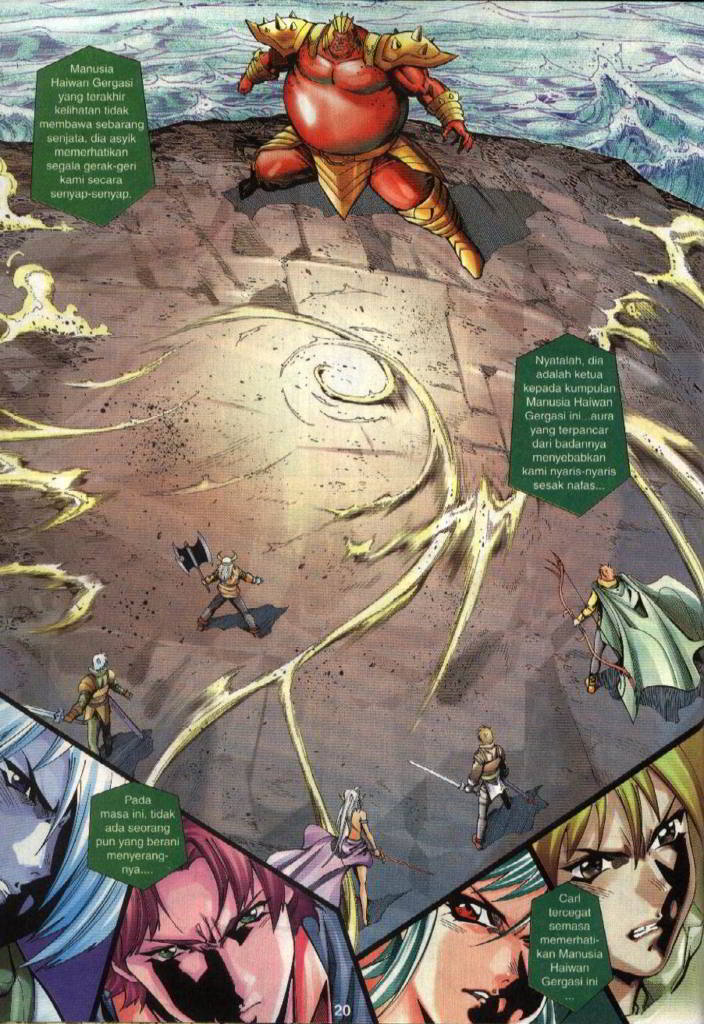 Manusia
Haiwan Gergasi
yang terakhir
kelihatan tidak
membawa sebarang
senjata, dia asyik
memerhatikan
segala gerak-geri
kami secara
senyap-senyap.
Nyatalah, dia
adalah ketua
kepada kumpulan
Manusia Haiwan
Gergasi ini...aura
yang terpancar
dari badannya
menyebabkan
kami nyaris-nyaris
sesak nafas...
Pada
masa ini, tidak
ada seorang
pun yang berani
menyerang-
nya....
Carl
tercegat
semasa
memerhati-
kan Manusia
Haiwan
Gergasi ini
...
20